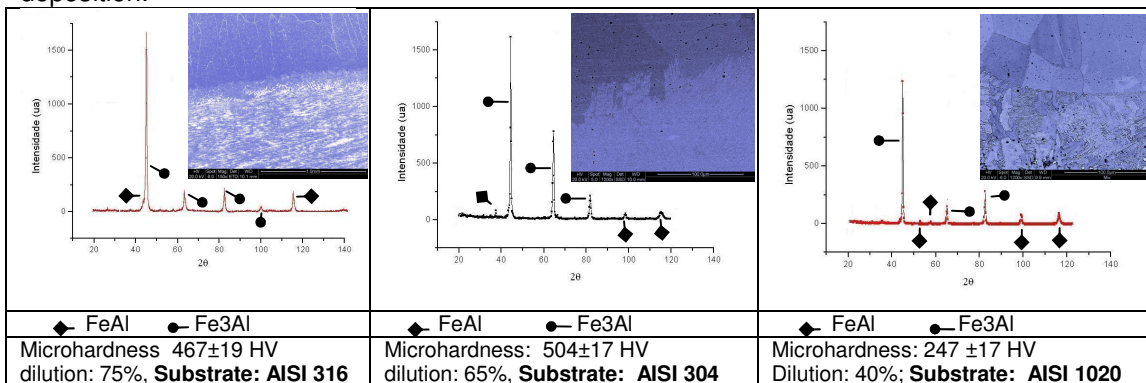 deposition.
1500
1000
500
0
Intensidade (ua)
20 40 60 80 100 120 140
2θ
1500
1000
500
0
Intensidade (ua)
20 40 60 80 100 120 140
2θ
1500
1000
500
0
Intensidade (ua)
20 40 60 80 100 120 140
2θ
FeAl Fe3Al
FeAl Fe3Al
FeAl Fe3Al
Microhardness 467±19 HV
dilution: 75%, Substrate: AISI 316
Microhardness: 504±17 HV
dilution: 65%, Substrate: AISI 304
Microhardness: 247 ±17 HV
Dilution: 40%; Substrate: AISI 1020